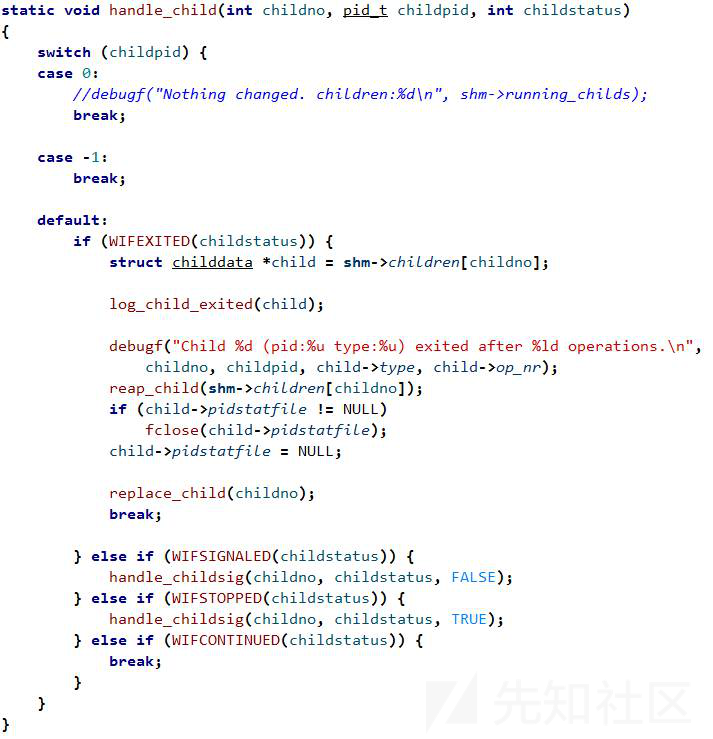 static void handle_child(int childno, pid_t childpid, int childstatus)
{
    switch (childpid) {
    case 0:
        //debugf("Nothing changed. children:%d\n", shm->running_childs);
        break;

    case -1:
        break;

    default:
        if (WIFEXITED(childstatus)) {
            struct childdata *child = shm->children[childno];

            log_child_exited(child);

            debugf("Child %d (pid:%u type:%u) exited after %ld operations.\n",
                childno, childpid, child->type, child->op_nr);
            reap_child(shm->children[childno]);
            if (child->pidstatfile != NULL)
                fclose(child->pidstatfile);
            child->pidstatfile = NULL;

            replace_child(childno);
            break;

        } else if (WIFSIGNALED(childstatus)) {
            handle_childsig(childno, childstatus, FALSE);
        } else if (WIFSTOPPED(childstatus)) {
            handle_childsig(childno, childstatus, TRUE);
        } else if (WIFCONTINUED(childstatus)) {
            break;
        }
    }
}
先知社区